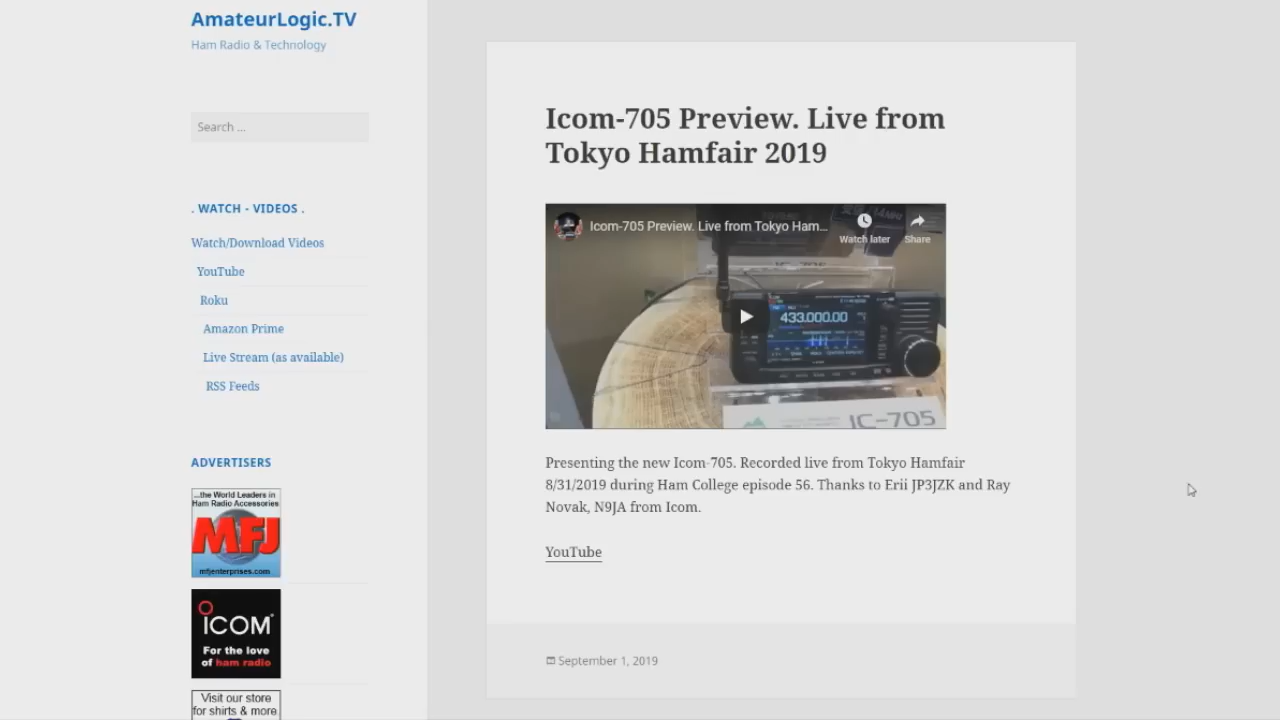 AmateurLogic.TV
Ham Radio & Technology
Search ...
. WATCH - VIDEOS .
Watch/Download Videos
YouTube
Roku
Amazon Prime
Live Stream (as available)
RSS Feeds
ADVERTISERS
...the World Leaders in
Ham Radio Accessories
MFJ
mfjenterprises.com
ICOM
For the love
of ham radio
Visit our store
for shirts & more
Icom-705 Preview. Live from
Tokyo Hamfair 2019
Icom-705 Preview. Live from Tokyo Ham...
Watch later
Share
433.000.00
IC-705
Presenting the new Icom-705. Recorded live from Tokyo Hamfair
8/31/2019 during Ham College episode 56. Thanks to Erii JP3JZK and Ray
Novak, N9JA from Icom.
YouTube
September 1, 2019